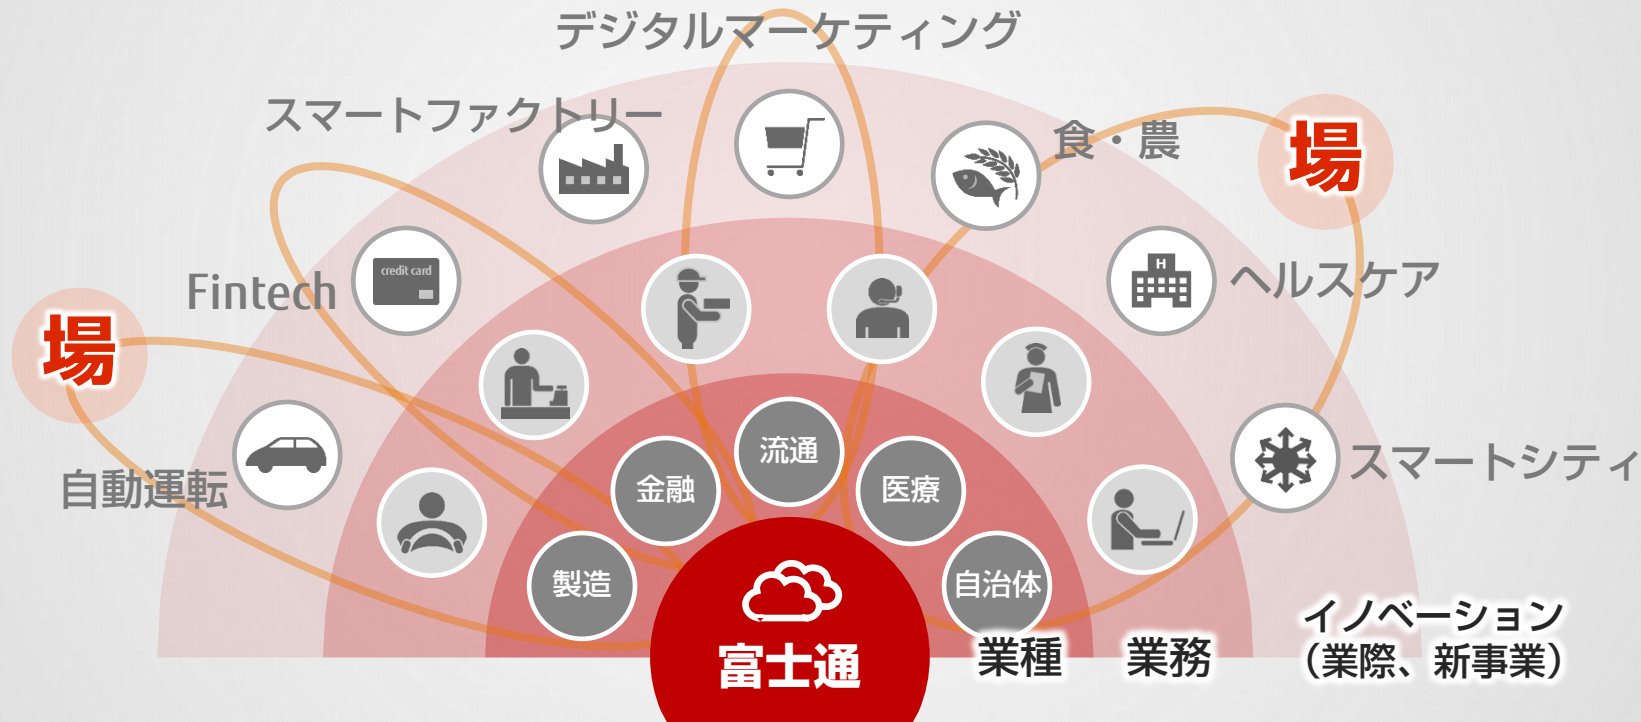 デジタルマーケティング
スマートファクトリー
食・農
場
Fintech
credit card
H
ヘルスケア
場
自動運転
スマートシティ
流通
金融
医療
製造
自治体
富士通
業種
業務
イノベーション
（業際、新事業）